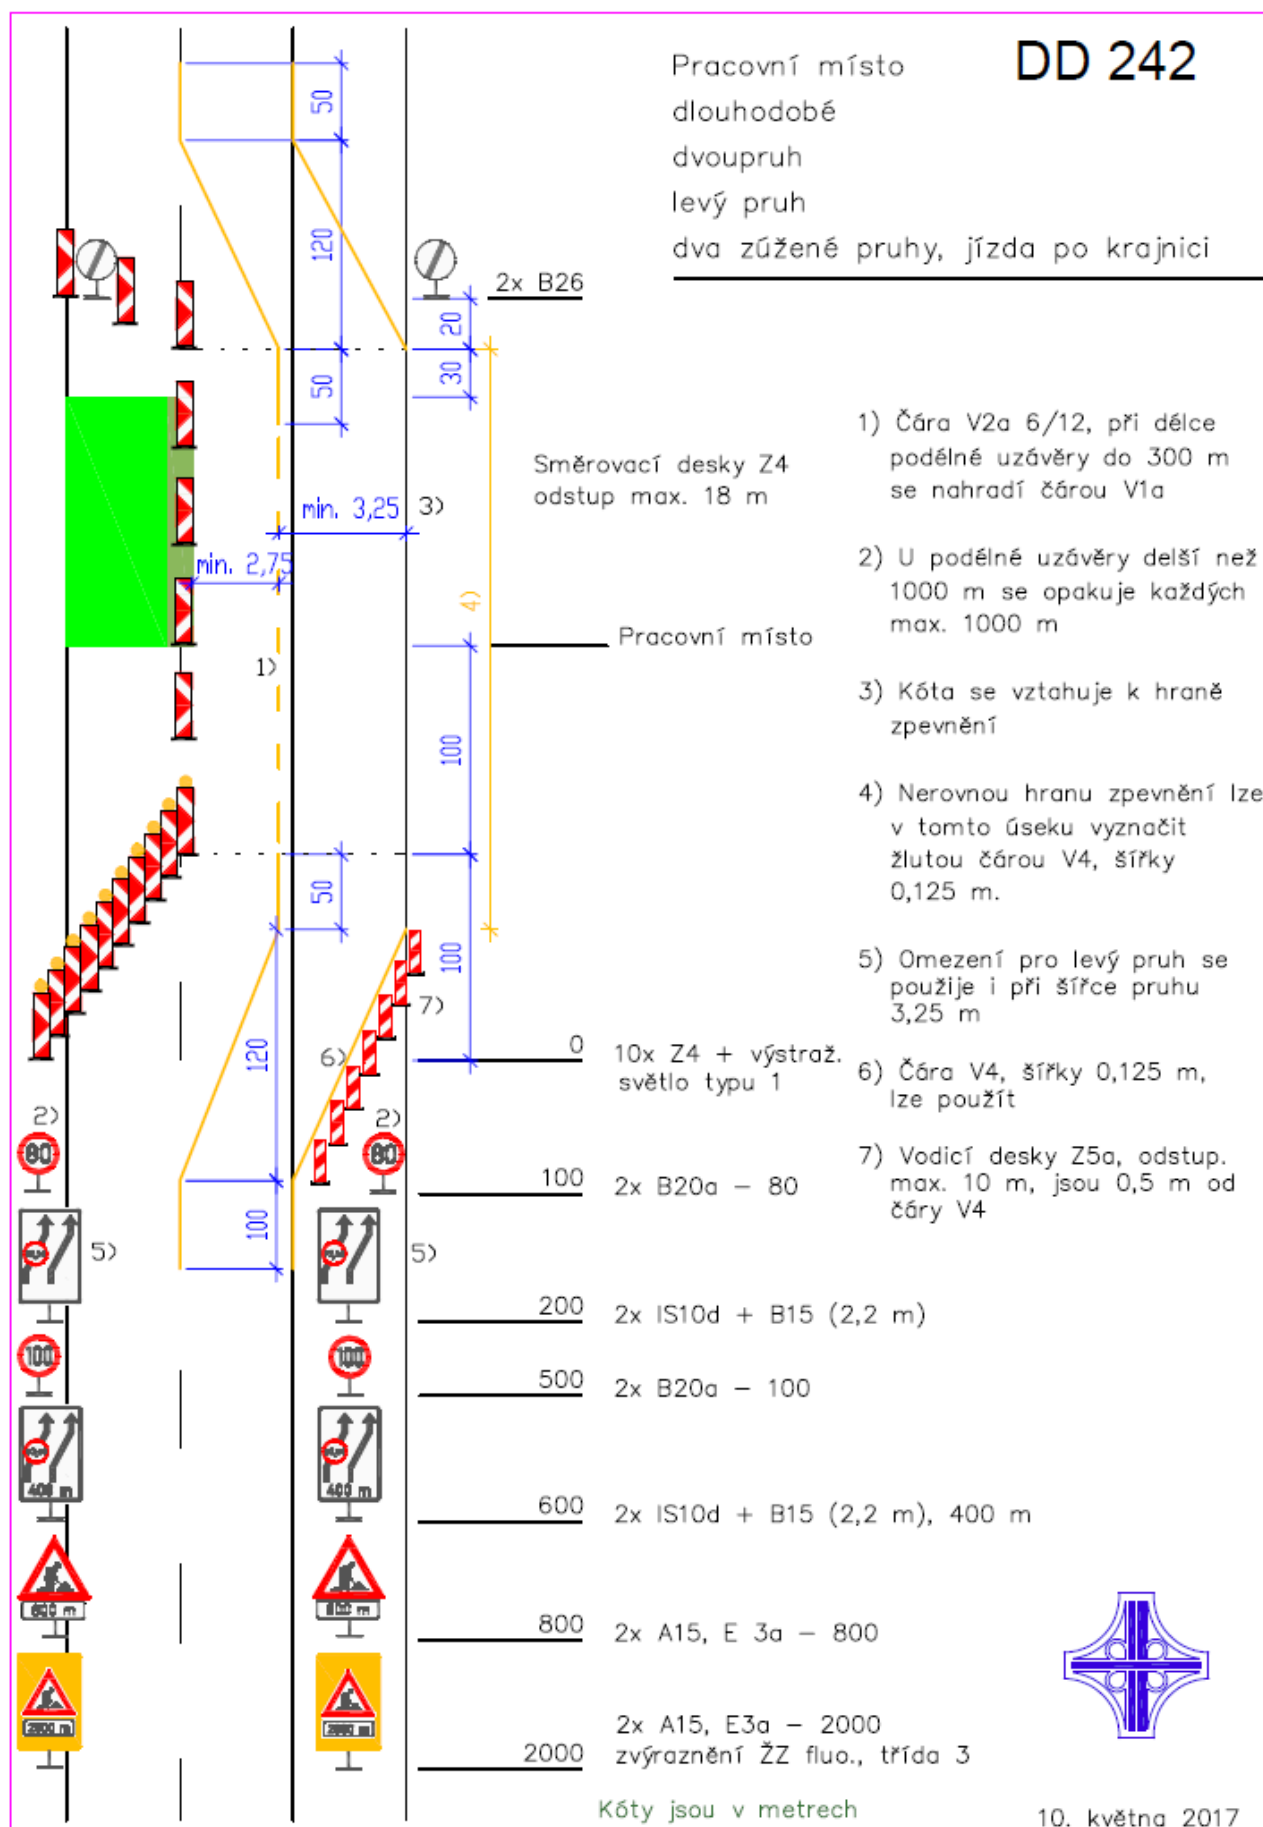 DD 242
Pracovní místo
dlouhodobé
dvoupruh
levý pruh
dva zúžené pruhy, jízda po krajnici
50
120
2x B26
20
30
50
Směrovací desky Z4
odstup max. 18 m
min. 3,25
3)
min. 2,75
4)
Pracovní místo
1)
100
50
100
7)
120
6)
0
10x Z4 + výstraž.
světlo typu 1
2)
2)
80
80
100
2x B20a – 80
100
5)
5)
200
2x IS10d + B15 (2,2 m)
100
100
500
2x B20a – 100
400 m
400 m
600
2x IS10d + B15 (2,2 m), 400 m
800 m
800 m
800
2x A15, E 3a – 800
2000 m
2000 m
2x A15, E3a – 2000
2000
zvýraznění ŽZ fluo., třída 3
1) Čára V2a 6/12, při délce
podélné uzávěry do 300 m
se nahradí čárou V1a
2) U podélné uzávěry delší než
1000 m se opakuje každých
max. 1000 m
3) Kóta se vztahuje k hraně
zpevnění
4) Nerovnou hranu zpevnění lze
v tomto úseku vyznačit
žlutou čárou V4, šířky
0,125 m.
5) Omezení pro levý pruh se
použije i při šířce pruhu
3,25 m
6) Čára V4, šířky 0,125 m,
lze použít
7) Vodicí desky Z5a, odstup.
max. 10 m, jsou 0,5 m od
čáry V4
Kóty jsou v metrech
10. května 2017